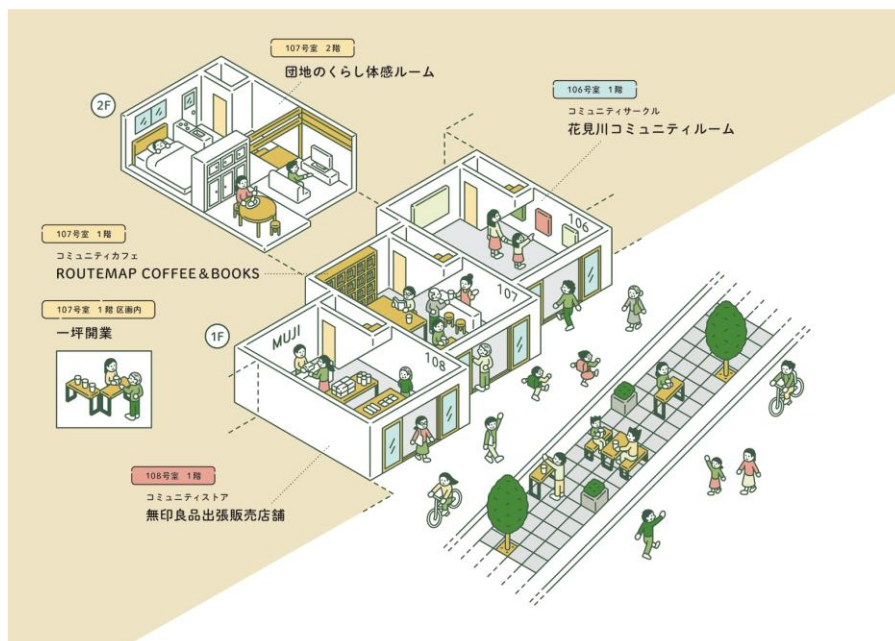 107号室 2階
団地のくらし体感ルーム
2F
106号室 1階
コミュニティサークル
花見川コミュニティルーム
106
107号室 1階
コミュニティカフェ
ROUTEMAP COFFEE&BOOKS
107
107号室 1階区画内
一坪開業
1F
MUJI
108
108号室 1階
コミュニティストア
無印良品出張販売店舗